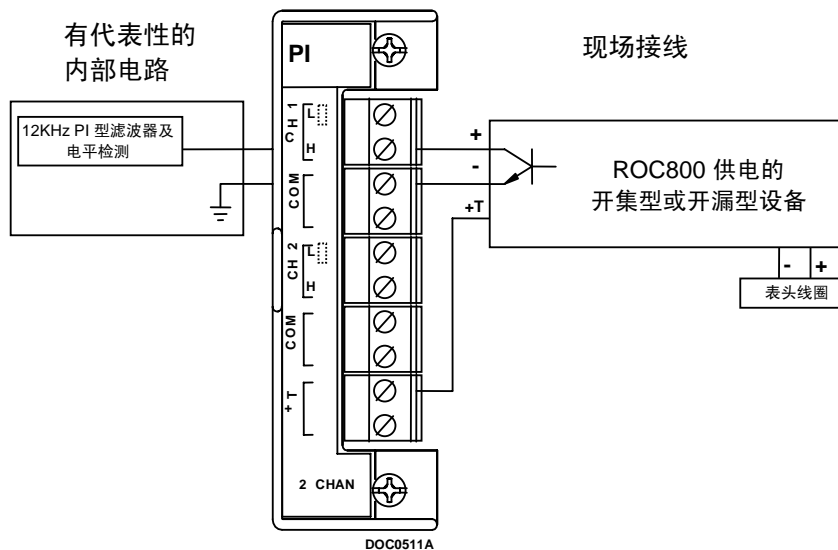 有代表性的
内部电路
PI
现场接线
12KHz PI 型滤波器及
电平检测
CH 1
L
H
COM
CH 2
L
H
COM
+T
2 CHAN
+
-
+T
ROC800 供电的
开集型或开漏型设备
- +
表头线圈
DOC0511A